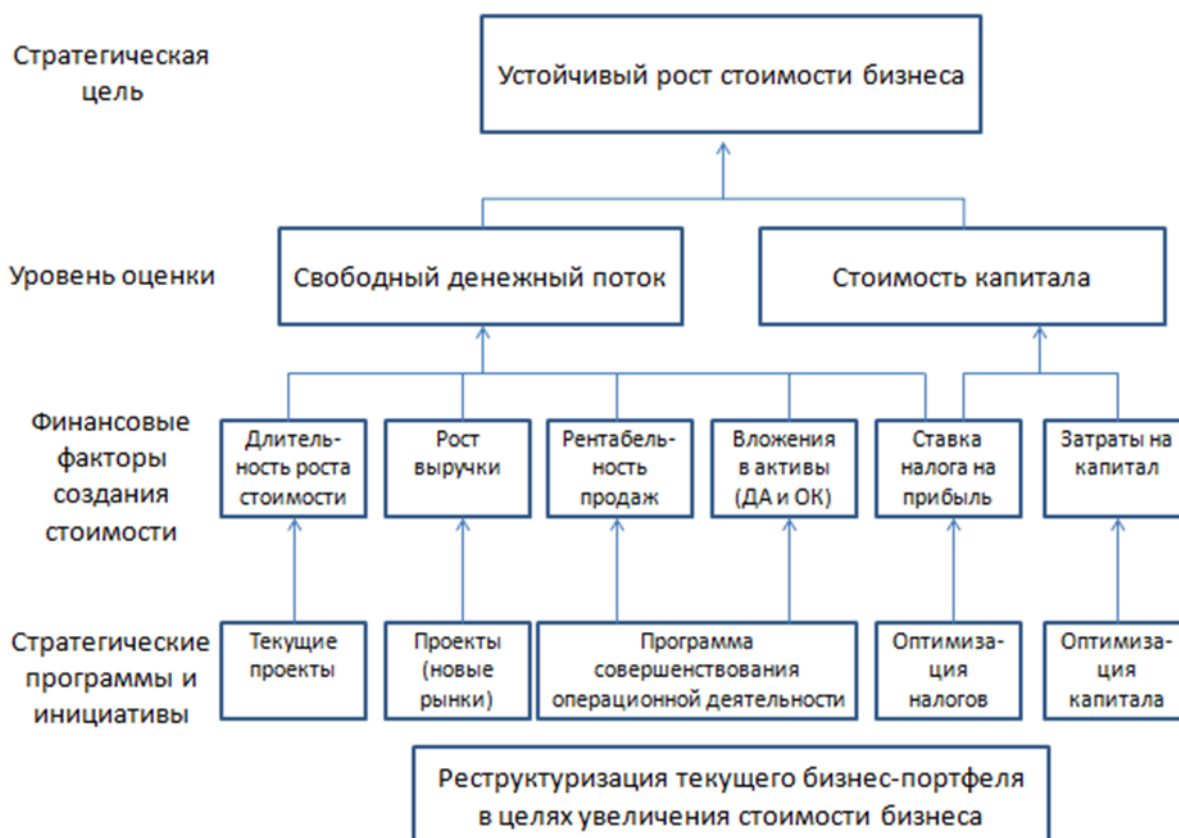 Стратегическая
цель
Устойчивый рост стоимости бизнеса
Уровень оценки
Свободный денежный поток
Стоимость капитала
Финансовые
факторы
создания
стоимости
Длитель-
ность роста
стоимости
Рост
выручки
Рентабель-
ность
продаж
Вложения
в активы
(ДА и ОК)
Ставка
налога на
прибыль
Затраты на
капитал
Стратегические
программы и
инициативы
Текущие
проекты
Проекты
(новые
рынки)
Программа
совершенствования
операционной деятельности
Оптимиза-
ция
налогов
Оптимиза-
ция
капитала
Реструктуризация текущего бизнес-портфеля
в целях увеличения стоимости бизнеса